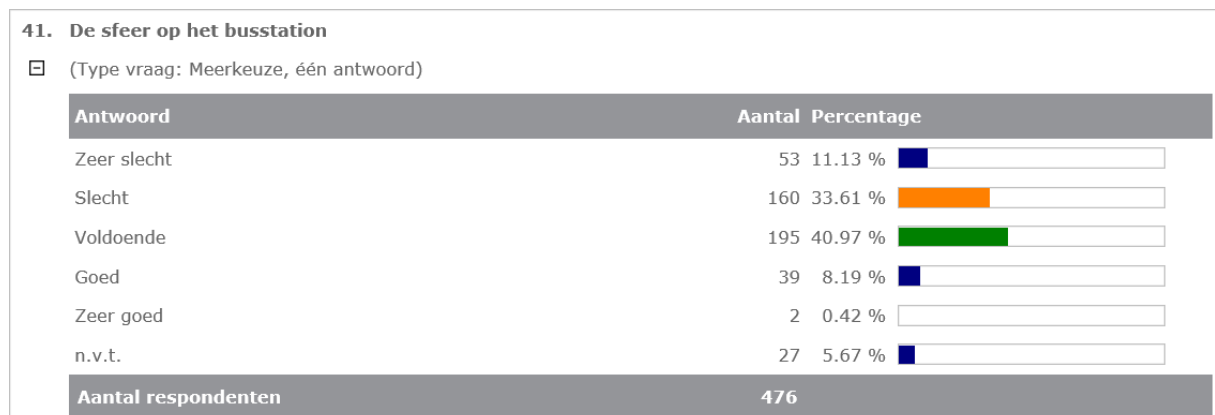 41. De sfeer op het busstation
(Type vraag: Meerkeuze, één antwoord)
Antwoord Aantal Percentage
Zeer slecht 53 11.13 %
Slecht 160 33.61 %
Voldoende 195 40.97 %
Goed 39 8.19 %
Zeer goed 2 0.42 %
n.v.t. 27 5.67 %
Aantal respondenten 476